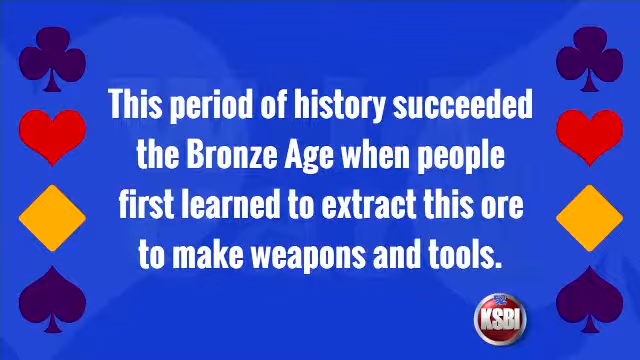 This period of history succeeded
the Bronze Age when people
first learned to extract this ore
to make weapons and tools.
52
KSBI